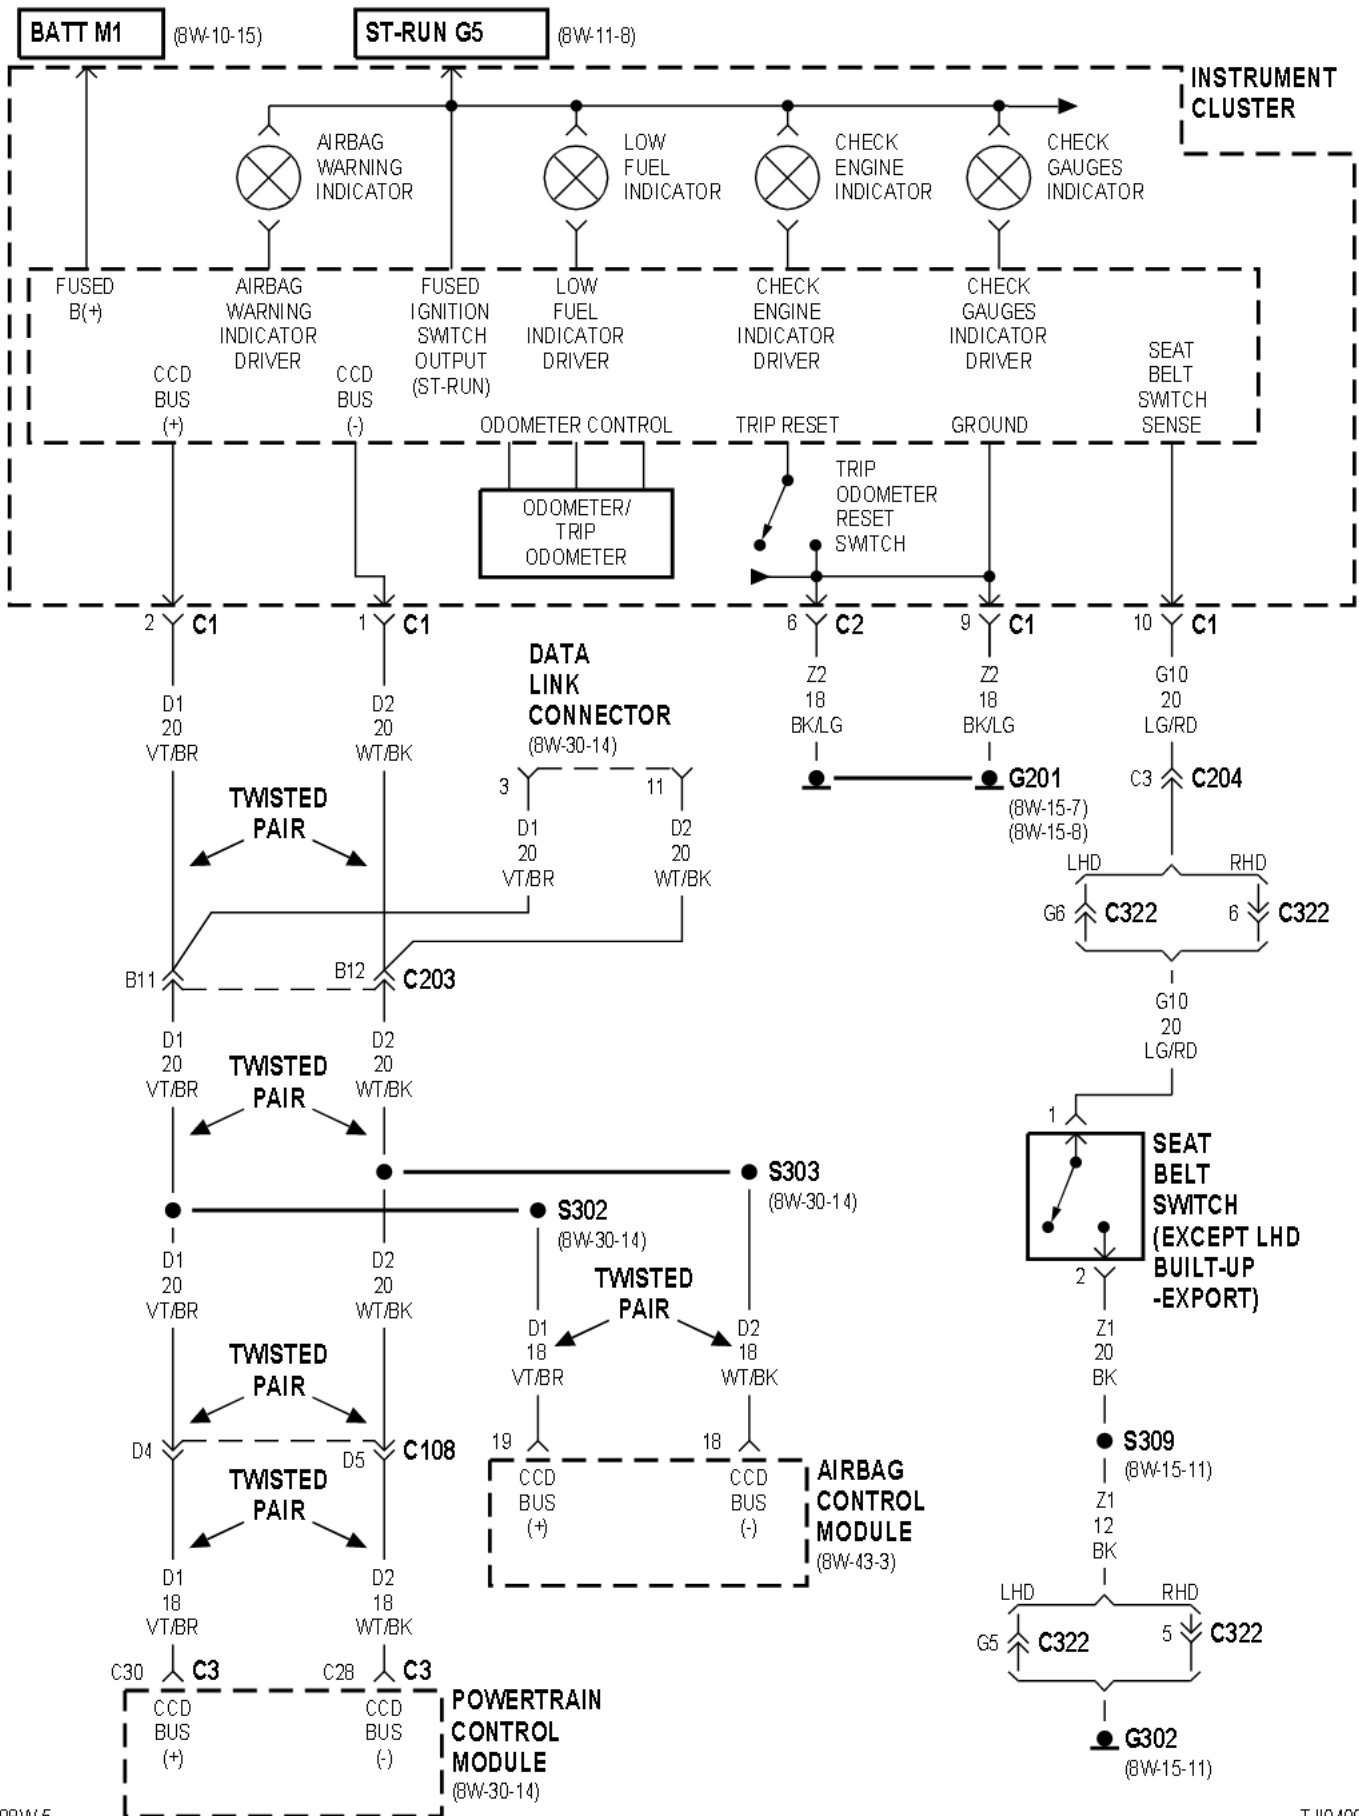 BATT M1
(8W-10-15)
ST-RUN G5
(8W-11-8)
INSTRUMENT
CLUSTER
AIRBAG
WARNING
INDICATOR
LOW
FUEL
INDICATOR
CHECK
ENGINE
INDICATOR
CHECK
GAUGES
INDICATOR
FUSED
B(+)
AIRBAG
WARNING
INDICATOR
DRIVER
FUSED
IGNITION
SWITCH
OUTPUT
(ST-RUN)
LOW
FUEL
INDICATOR
DRIVER
CHECK
ENGINE
INDICATOR
DRIVER
CHECK
GAUGES
INDICATOR
DRIVER
SEAT
BELT
SWITCH
SENSE
CCD
BUS
(+)
CCD
BUS
(-)
ODOMETER CONTROL
TRIP RESET
GROUND
ODOMETER/
TRIP
ODOMETER
TRIP
ODOMETER
RESET
SWITCH
2 C1
1 C1
6 C2
9 C1
10 C1
D1
20
VT/BR
D2
20
WT/BK
DATA
LINK
CONNECTOR
(8W-30-14)
Z2
18
BK/LG
Z2
18
BK/LG
G10
20
LG/RD
TWISTED
PAIR
3
11
D1
20
VT/BR
D2
20
WT/BK
G201
(8W-15-7)
(8W-15-8)
C3 C204
LHD
RHD
G6 C322
6 C322
B11
B12 C203
G10
20
LG/RD
D1
20
VT/BR
D2
20
WT/BK
TWISTED
PAIR
1
SEAT
BELT
SWITCH
(EXCEPT LHD
BUILT-UP
-EXPORT)
2
S303
(8W-30-14)
S302
(8W-30-14)
D1
20
VT/BR
D2
20
WT/BK
TWISTED
PAIR
D1
18
VT/BR
D2
18
WT/BK
Z1
20
BK
TWISTED
PAIR
D4
D5 C108
19
18
S309
(8W-15-11)
CCD
BUS
(+)
CCD
BUS
(-)
AIRBAG
CONTROL
MODULE
(8W-43-3)
TWISTED
PAIR
Z1
12
BK
D1
18
VT/BR
D2
18
WT/BK
LHD
RHD
G5 C322
5 C322
C30 C3
C28 C3
CCD
BUS
(+)
CCD
BUS
(-)
POWERTRAIN
CONTROL
MODULE
(8W-30-14)
G302
(8W-15-11)